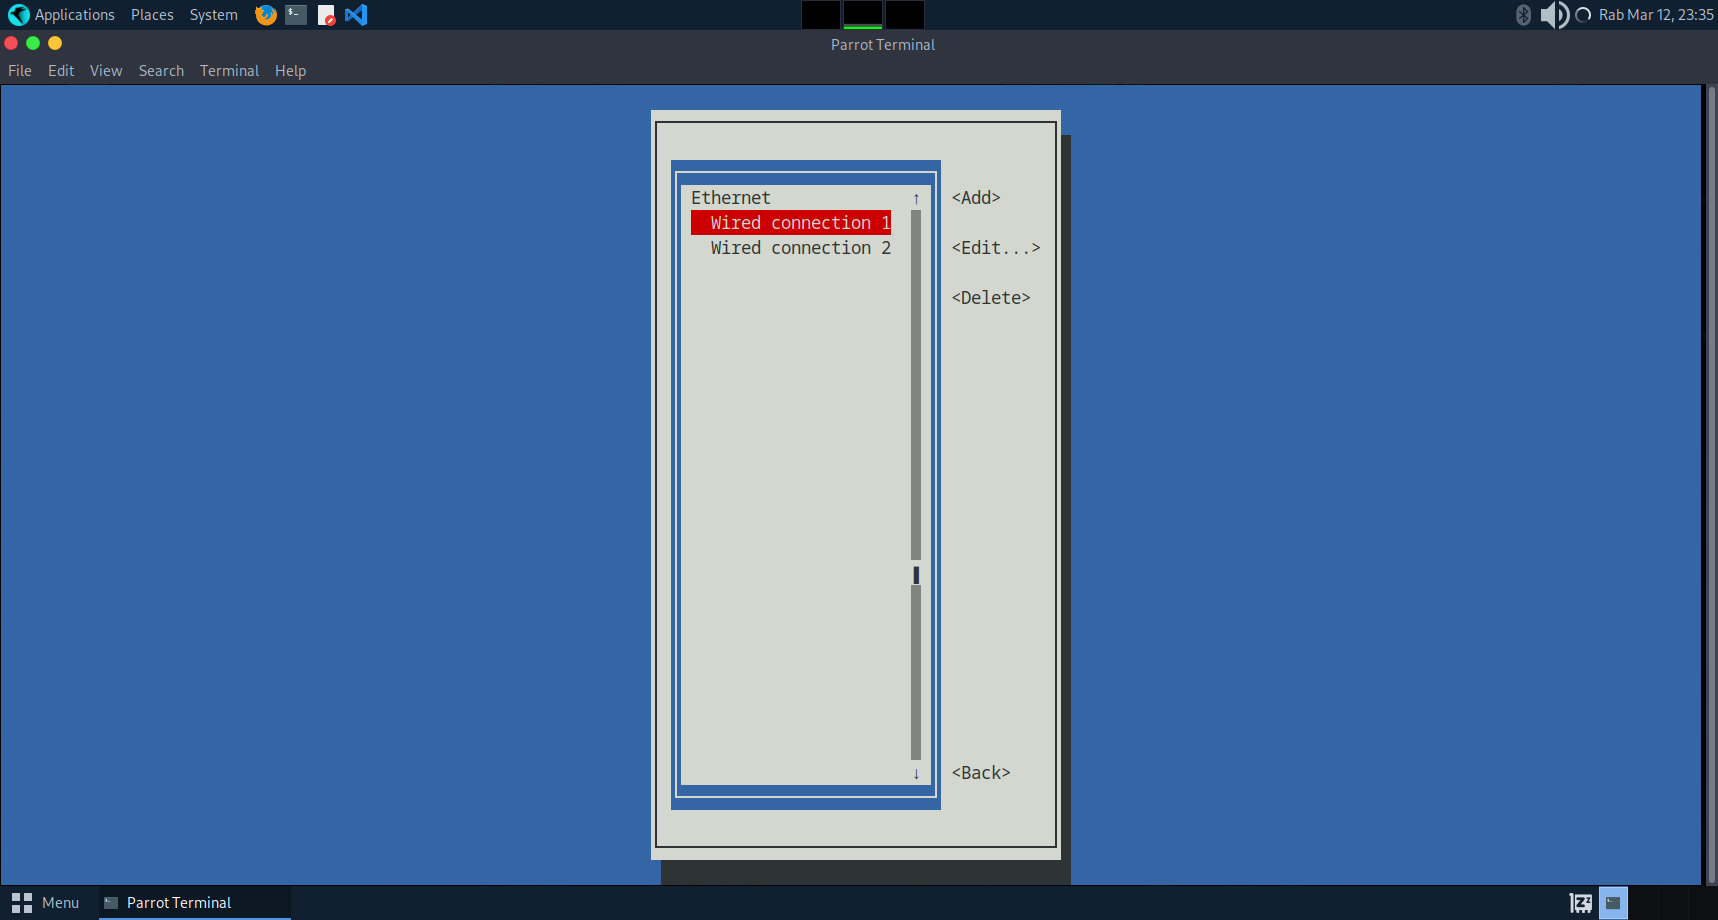 Applications Places System Rab Mar 12, 23:35
Parrot Terminal
File Edit View Search Terminal Help
Ethernet ↑ <Add>
Wired connection 1
Wired connection 2 <Edit...>
<Delete>
↓ <Back>
Menu Parrot Terminal